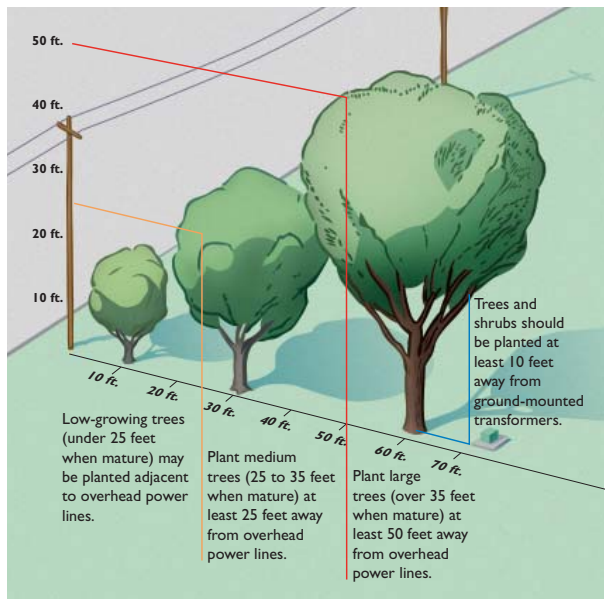 50 ft.
40 ft.
30 ft.
20 ft.
10 ft.
10 ft.
20 ft.
30 ft.
40 ft.
50 ft.
60 ft.
70 ft.
Trees and
shrubs should
be planted at
least 10 feet
away from
ground-mounted
transformers.
Low-growing trees
(under 25 feet
when mature) may
be planted adjacent
to overhead power
lines.
Plant medium
trees (25 to 35 feet
when mature) at
least 25 feet away
from overhead
power lines.
Plant large
trees (over 35 feet
when mature) at
least 50 feet away
from overhead
power lines.